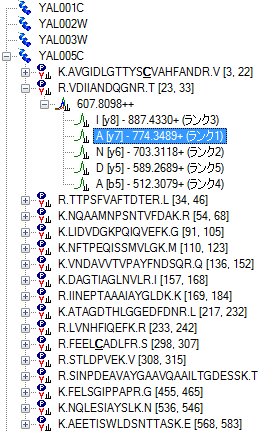 YAL001C
YAL002W
YAL003W
YAL005C
K.AVGIDLGTTYSCVAHFANDR.V [3, 22]
R.VDIIANDQGNR.T [23, 33]
607.8098++
I [y8] - 887.4330+ (ランク3)
A [y7] - 774.3489+ (ランク1)
N [y6] - 703.3118+ (ランク2)
D [y5] - 589.2689+ (ランク5)
A [b5] - 512.3079+ (ランク4)
R.TTPSFVAFTDTER.L [34, 46]
K.NQAAMNPSNTVFDAK.R [54, 68]
K.LIDVDGKPQIQVEFK.G [91, 105]
K.NFTPEQISSMVLGK.M [110, 123]
K.VNDAVVTVPAYFNDSQR.Q [136, 152]
K.DAGTIAGLNVLR.I [157, 168]
R.IINEPTAAAIAYGLDK.K [169, 184]
K.ATAGDTHLGGEDFDNR.L [217, 232]
R.LVNHFIQEFK.R [233, 242]
R.FEELCADLFR.S [298, 307]
R.STLDPVEK.V [308, 315]
R.SINPDEAVAYGAAVQAAILTGDESSK.T
K.FELSGIPPAPR.G [455, 465]
K.NQLESIAYSLK.N [536, 546]
K.AEETISWLDSNTTASK.E [568, 583]